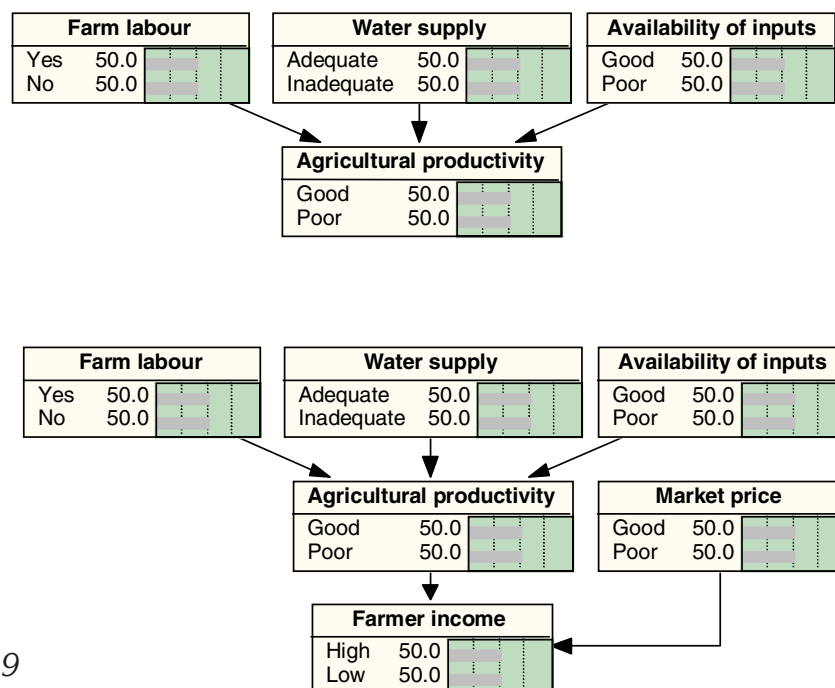 Farm labour
Yes 50.0
No 50.0
Water supply
Adequate 50.0
Inadequate 50.0
Availability of inputs
Good 50.0
Poor 50.0
Agricultural productivity
Good 50.0
Poor 50.0
Farm labour
Yes 50.0
No 50.0
Water supply
Adequate 50.0
Inadequate 50.0
Availability of inputs
Good 50.0
Poor 50.0
Agricultural productivity
Good 50.0
Poor 50.0
Market price
Good 50.0
Poor 50.0
Farmer income
High 50.0
Low 50.0
9